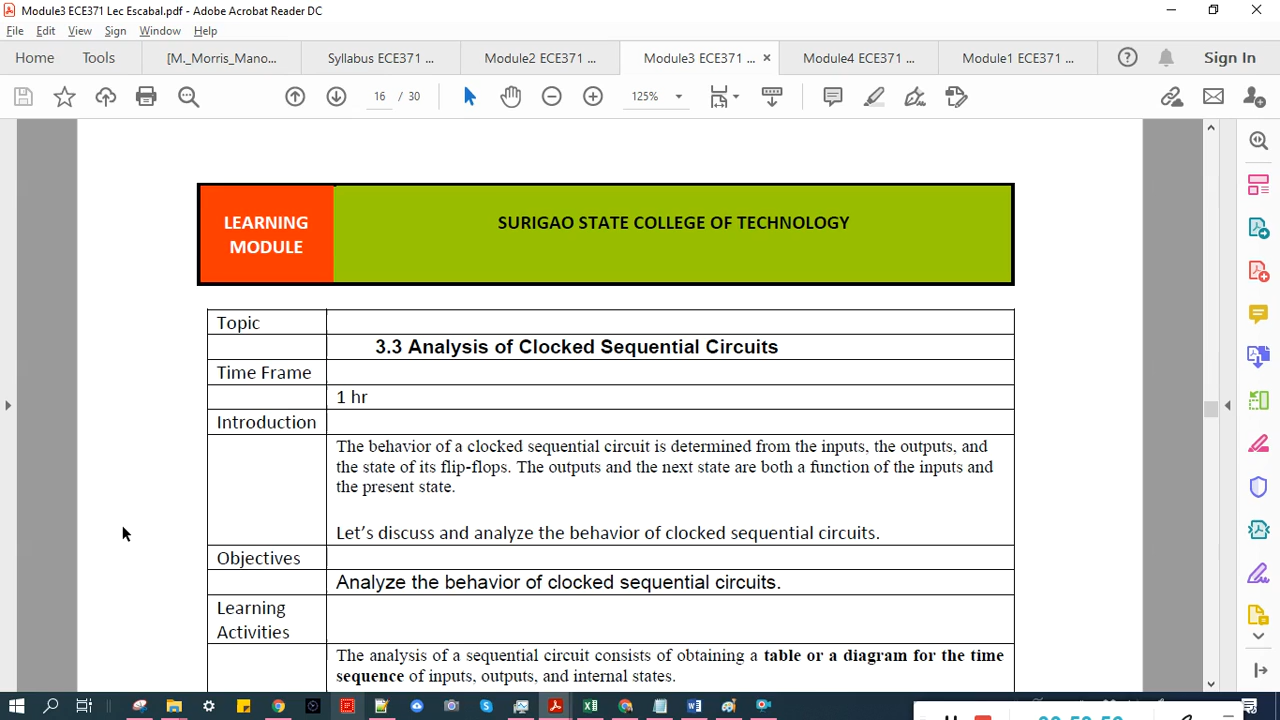 Module3 ECE371 Lec Escabal.pdf - Adobe Acrobat Reader DC
File Edit View Sign Window Help
Home Tools [M._Morris_Mano... Syllabus ECE371 ... Module2 ECE371 ... Module3 ECE371 ... × Module4 ECE371 ... Module1 ECE371 ... Sign In
16 / 30 125%
LEARNING
MODULE
SURIGAO STATE COLLEGE OF TECHNOLOGY
Topic
3.3 Analysis of Clocked Sequential Circuits
Time Frame
1 hr
Introduction
The behavior of a clocked sequential circuit is determined from the inputs, the outputs, and
the state of its flip-flops. The outputs and the next state are both a function of the inputs and
the present state.
Let's discuss and analyze the behavior of clocked sequential circuits.
Objectives
Analyze the behavior of clocked sequential circuits.
Learning
Activities
The analysis of a sequential circuit consists of obtaining a table or a diagram for the time
sequence of inputs, outputs, and internal states.